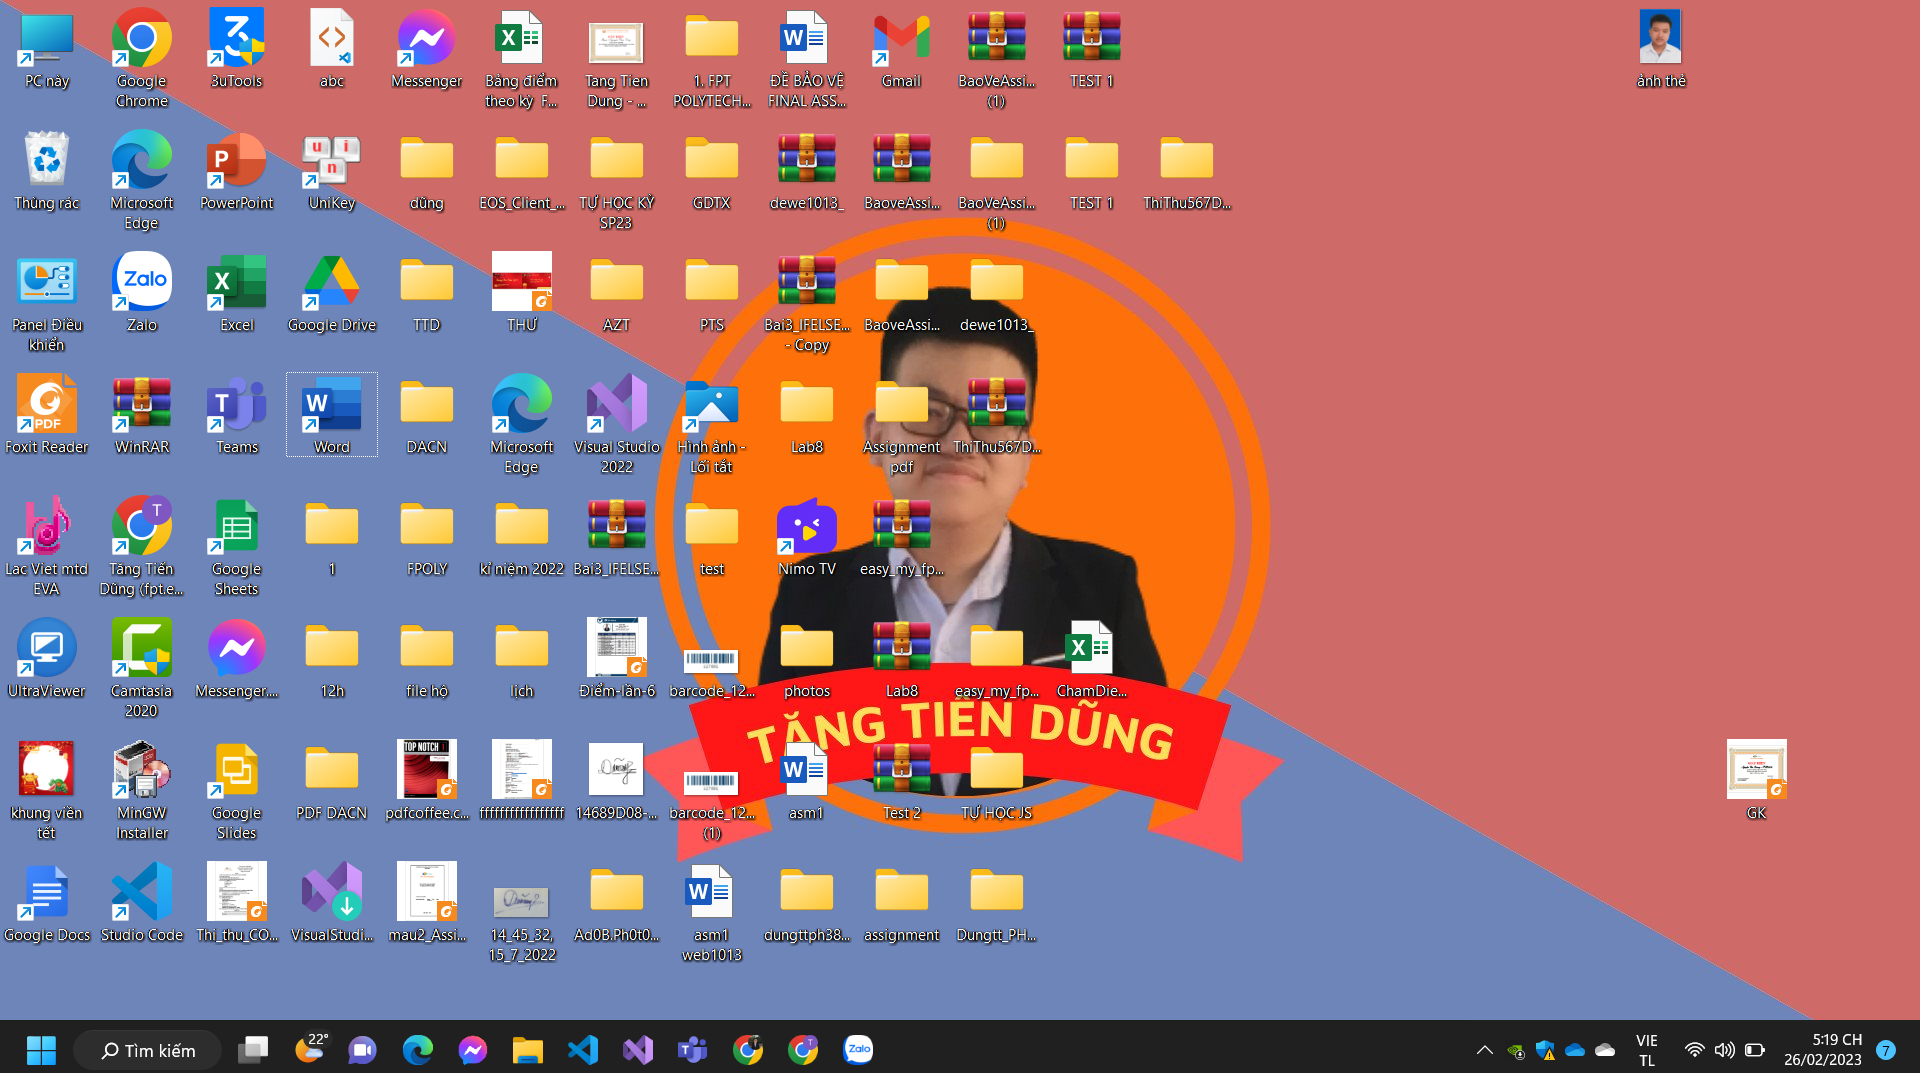 PC này
Google Chrome
3uTools
abc
Messenger
Bảng điểm theo kỳ F...
Tang Tien Dung - ...
1. FPT POLYTECH...
ĐỀ BẢO VỆ FINAL ASS...
Gmail
BaoVeAssi... (1)
TEST 1
ảnh thẻ
Thùng rác
Microsoft Edge
PowerPoint
UniKey
dũng
EOS_Client_...
TỰ HỌC KỲ SP23
GDTX
dewe1013_
BaoveAssi...
BaoVeAssi... (1)
TEST 1
ThiThu567D...
Panel Điều khiển
Zalo
Excel
Google Drive
TTD
THƯ
AZT
PTS
Bai3_IFELSE... - Copy
BaoveAssi...
dewe1013_
Foxit Reader
WinRAR
Teams
Word
DACN
Microsoft Edge
Visual Studio 2022
Hình ảnh - Lối tắt
Lab8
Assignment pdf
ThiThu567D...
Lac Viet mtd EVA
Tăng Tiến Dũng (fpt.e...
Google Sheets
1
FPOLY
kỉ niệm 2022
Bai3_IFELSE...
test
Nimo TV
easy_my_fp...
UltraViewer
Camtasia 2020
Messenger....
12h
file hộ
lịch
Điểm-lần-6
barcode_12...
photos
Lab8
easy_my_fp...
ChamDie...
TĂNG TIẾN DŨNG
khung viền tết
MinGW Installer
Google Slides
PDF DACN
TOP NOTCH
pdfcoffee.c...
fffffffffffffffff
14689D08-...
barcode_12... (1)
asm1
Test 2
TỰ HỌC JS
GK
Google Docs
Studio Code
Thi_thu_CO...
VisualStudi...
mau2_Assi...
14_45_32, 15_7_2022
Ad0B.Ph0t0...
asm1 web1013
dungttph38...
assignment
Dungtt_PH...
Tìm kiếm
22°
Zalo
VIE
TL
5:19 CH
26/02/2023
7